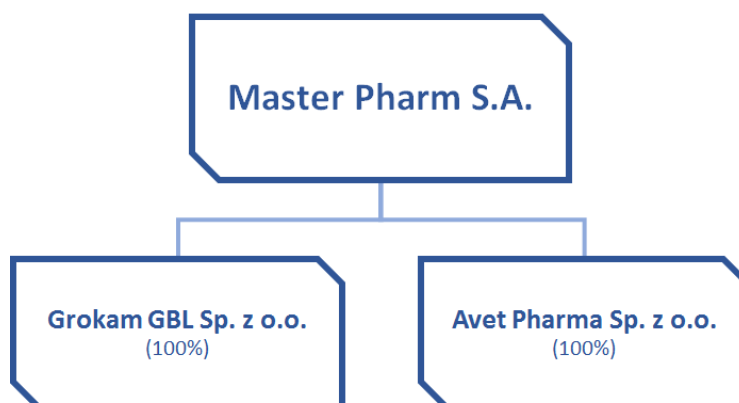 Master Pharm S.A.
Grokam GBL Sp. z o.o.
(100%)
Avet Pharma Sp. z o.o.
(100%)